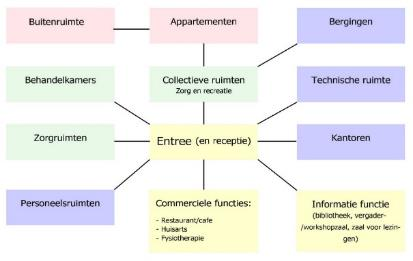 Buitenruimte
Appartementen
Bergingen
Behandelkamers
Collectieve ruimten
Zorg en recreatie
Technische ruimte
Zorgruimten
Entree (en receptie)
Kantoren
Personeelsruimten
Commerciele functies:
- Restaurant/cafe
- Huisarts
- Fysiotherapie
Informatie functie
(bibliotheek, vergader-
/workshopzaal, zaal voor lezin-
gen)